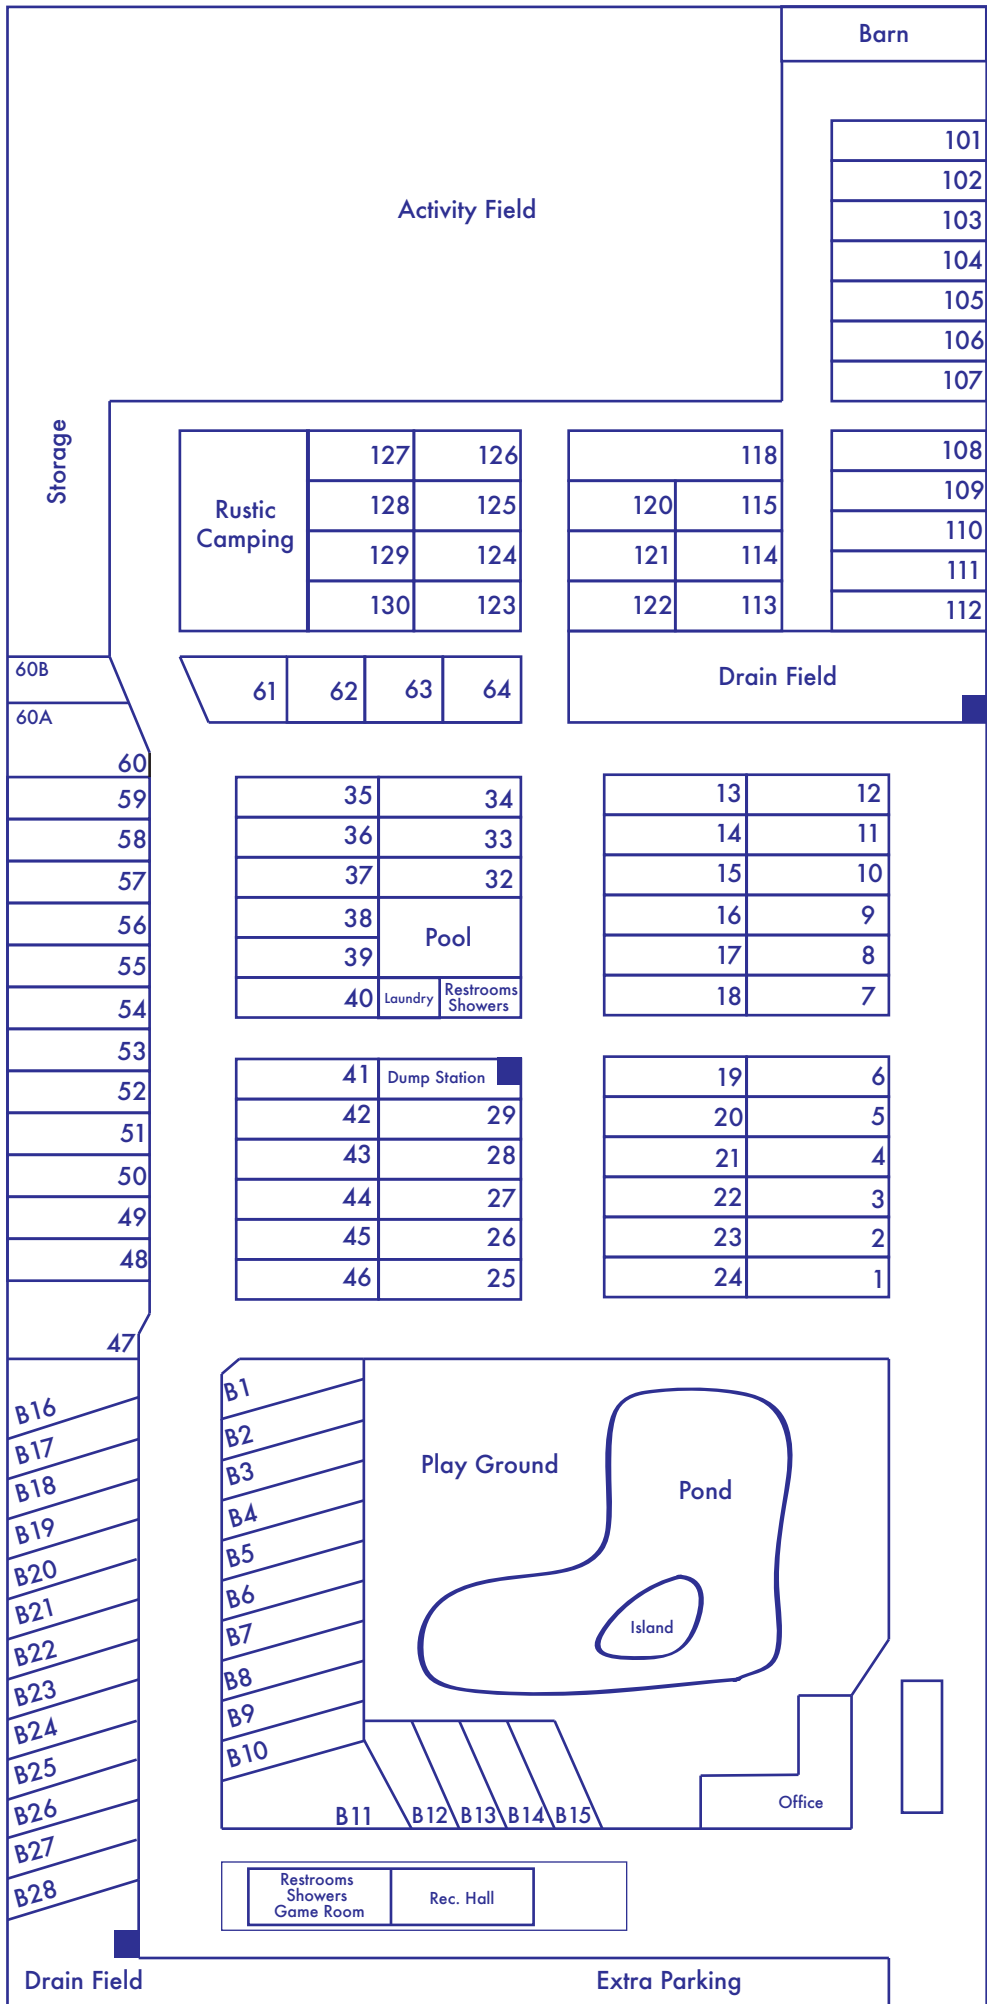 Barn
101
102
103
104
105
106
107
Activity Field
Storage
108
109
110
111
112
Rustic
Camping
127
126
128
125
129
124
130
123
118
120
115
121
114
122
113
Drain Field
60B
60A
60
59
58
57
56
55
54
53
52
51
50
49
48
47
61
62
63
64
35
34
36
33
37
32
38
Pool
39
40
Laundry
Restrooms
Showers
13
12
14
11
15
10
16
9
17
8
18
7
41
Dump Station
42
29
43
28
44
27
45
26
46
25
19
6
20
5
21
4
22
3
23
2
24
1
B16
B17
B18
B19
B20
B21
B22
B23
B24
B25
B26
B27
B28
B1
B2
B3
B4
B5
B6
B7
B8
B9
B10
B11
B12
B13
B14
B15
Play Ground
Pond
Island
Office
Restrooms
Showers
Game Room
Rec. Hall
Drain Field
Extra Parking